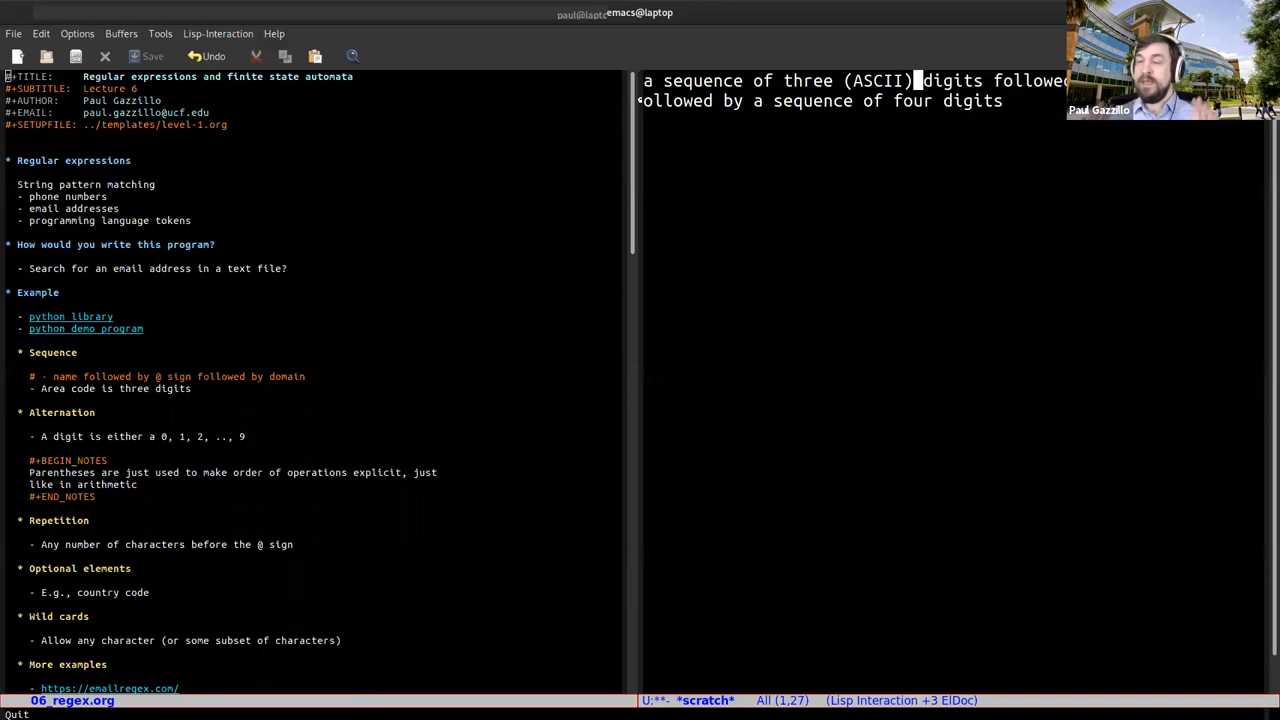 paul@lapto
emacs@laptop
File Edit Options Buffers Tools Lisp-Interaction Help
Save Undo
#+TITLE: Regular expressions and finite state automata
#+SUBTITLE: Lecture 6
#+AUTHOR: Paul Gazzillo
#+EMAIL: paul.gazzillo@ucf.edu
#+SETUPFILE: ../templates/level-1.org
* Regular expressions
String pattern matching
- phone numbers
- email addresses
- programming language tokens
* How would you write this program?
- Search for an email address in a text file?
* Example
- python library
- python demo program
* Sequence
# - name followed by @ sign followed by domain
- Area code is three digits
* Alternation
- A digit is either a 0, 1, 2, .., 9
#+BEGIN_NOTES
Parentheses are just used to make order of operations explicit, just
like in arithmetic
#+END_NOTES
* Repetition
- Any number of characters before the @ sign
* Optional elements
- E.g., country code
* Wild cards
- Allow any character (or some subset of characters)
* More examples
- https://emailregex.com/
06_regex.org
Quit
a sequence of three (ASCII) digits followe
ollowed by a sequence of four digits
U:**- *scratch* All (1,27) (Lisp Interaction +3 ElDoc)
Paul Gazzillo